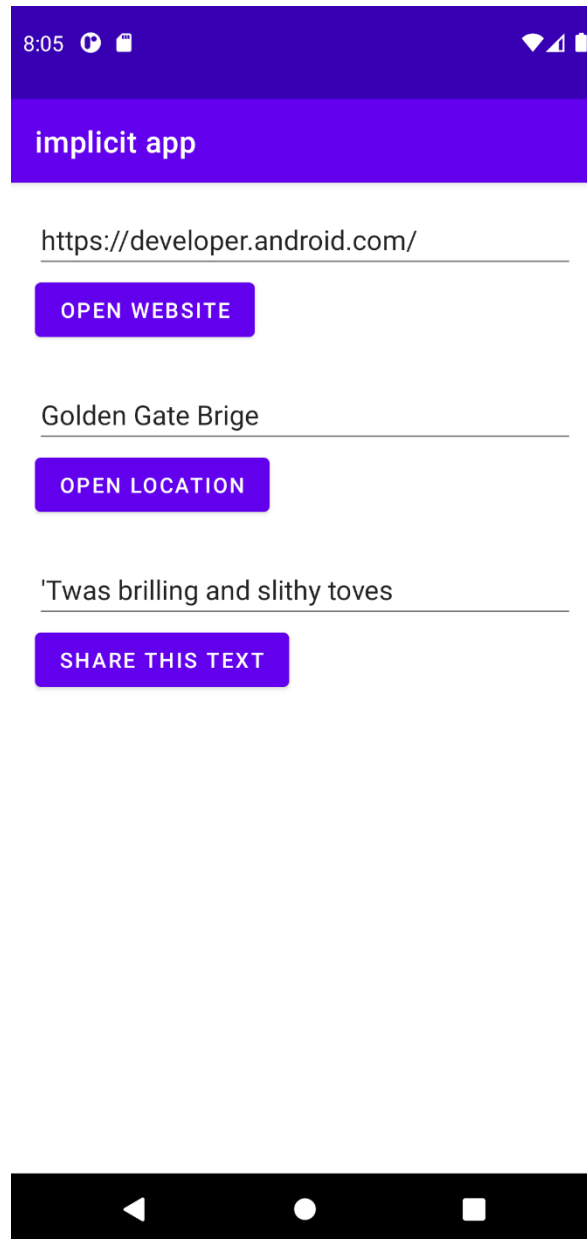 8:05
implicit app
https://developer.android.com/
OPEN WEBSITE
Golden Gate Brige
OPEN LOCATION
'Twas brilling and slithy toves
SHARE THIS TEXT